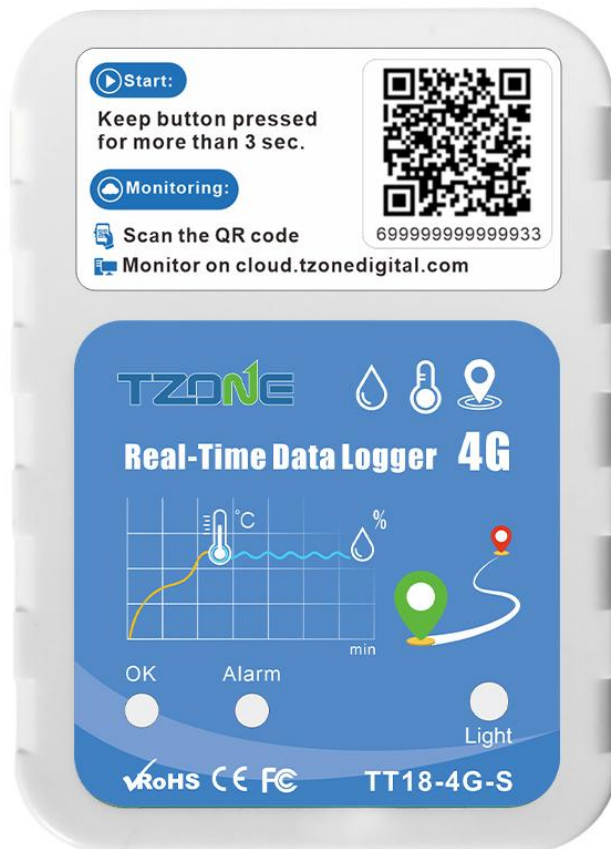 Start:
Keep button pressed
for more than 3 sec.
Monitoring:
Scan the QR code
Monitor on cloud.tzonedigital.com
699999999999933
TZONE
Real-Time Data Logger 4G
°C
%
min
OK Alarm
Light
RoHS CE FC
TT18-4G-S